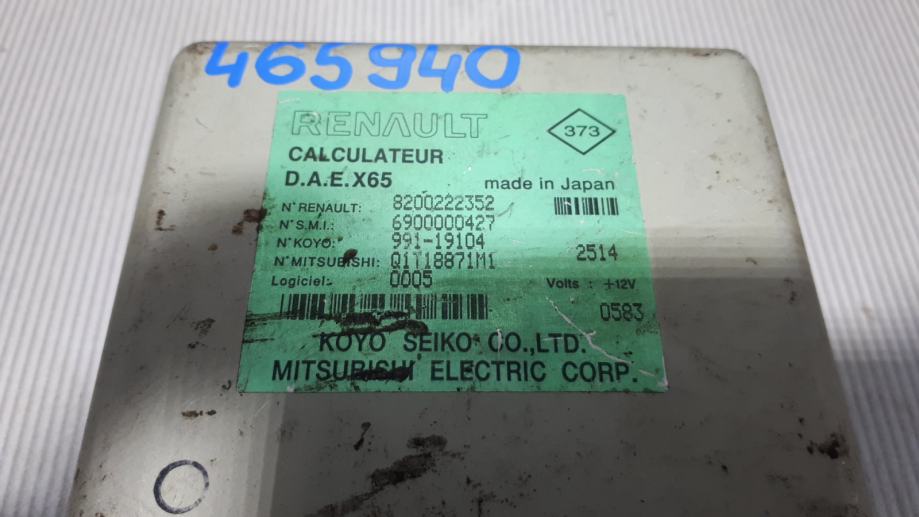 465940
RENAULT
373
CALCULATEUR
D.A.E.X65 made in Japan
N°RENAULT: 8200222352
N°S.M.I.: 6900000427
N°KOYO: 991-19104 2514
N°MITSUBISHI: Q1T18871M1
Logiciel: 0005 Volts : +12V
0583
KOYO SEIKO CO.,LTD.
MITSUBISHI ELECTRIC CORP.